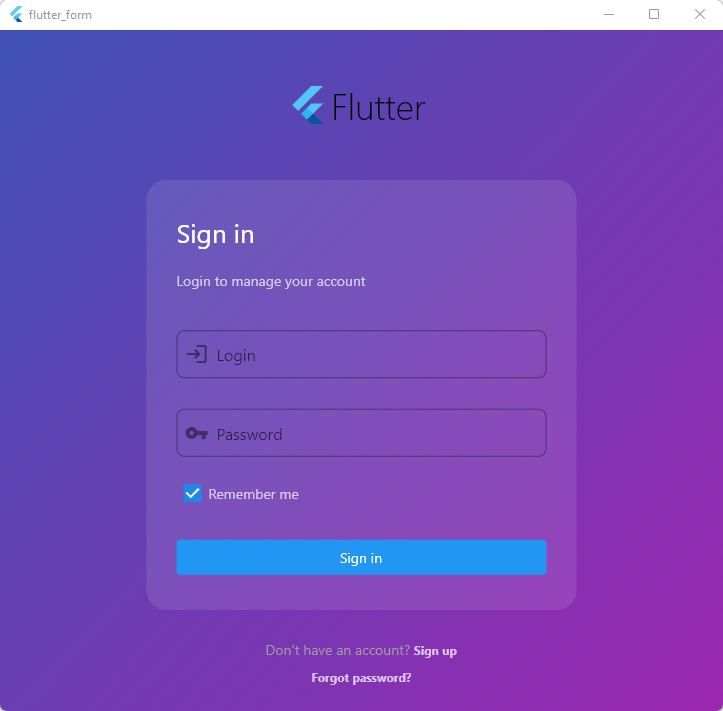 flutter_form
Flutter
Sign in
Login to manage your account
Login
Password
Remember me
Sign in
Don't have an account? Sign up
Forgot password?